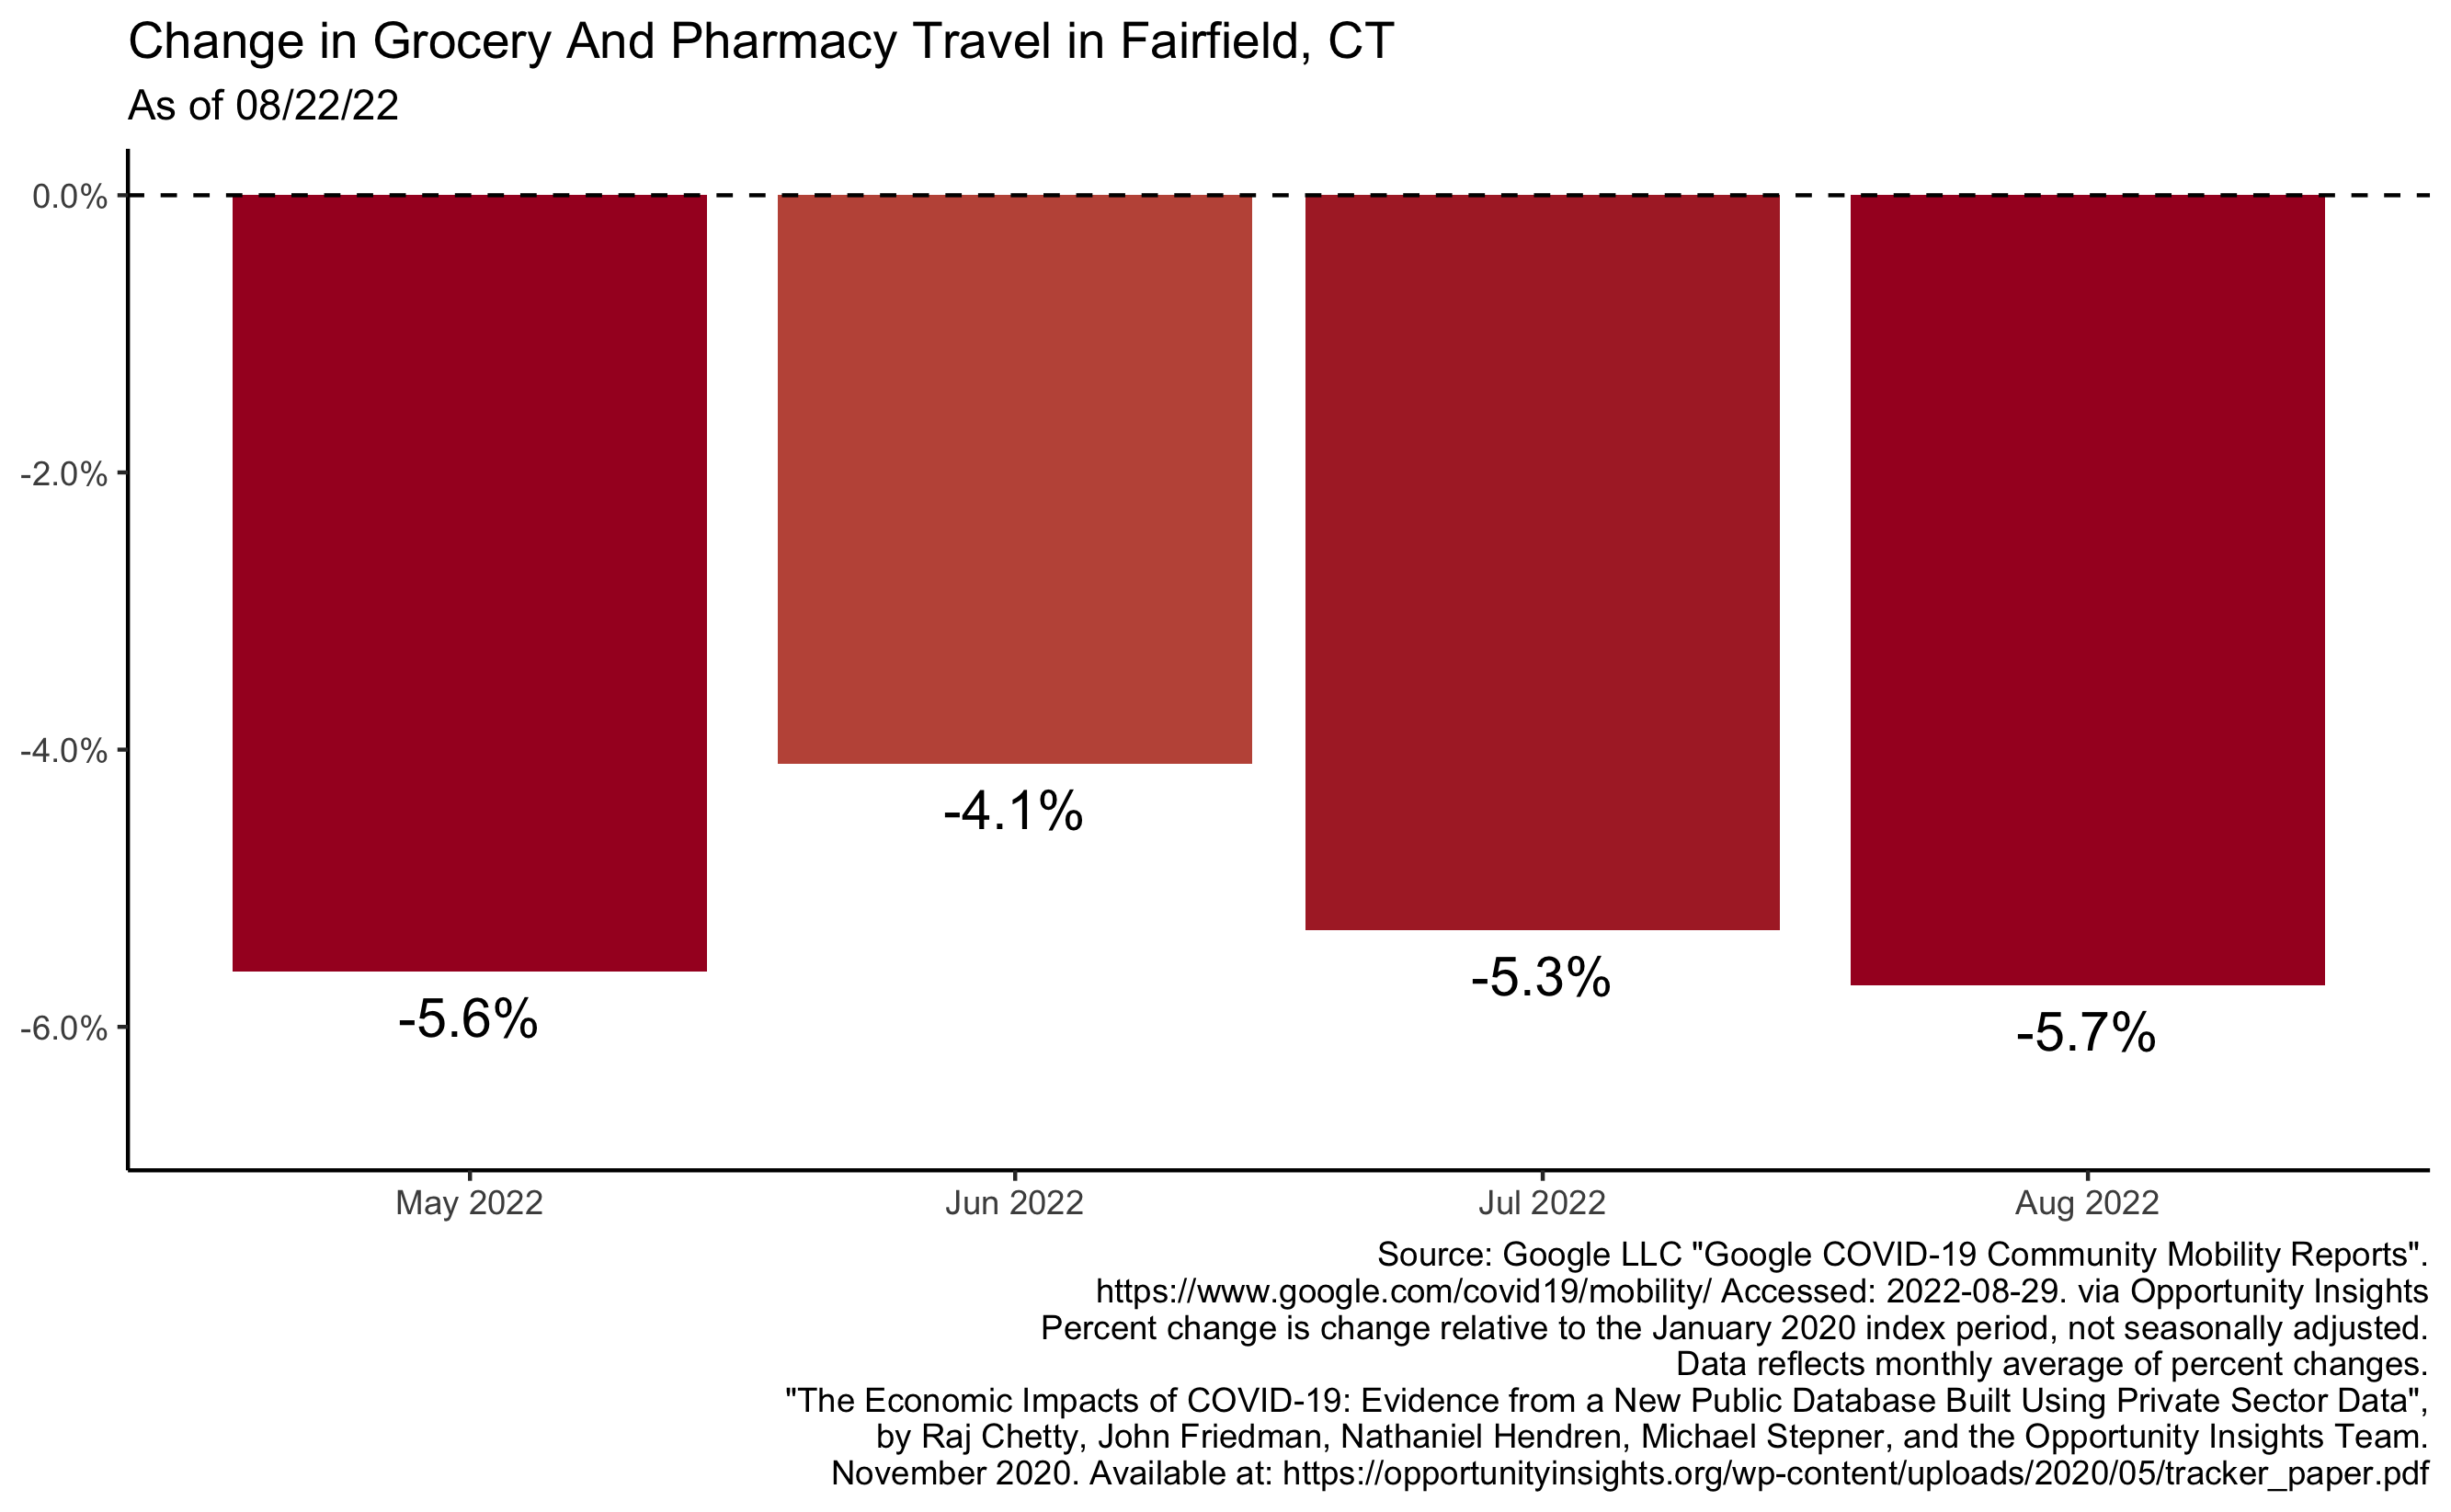 Change in Grocery And Pharmacy Travel in Fairfield, CT
As of 08/22/22
0.0%
-2.0%
-4.0%
-6.0%
-5.6%
-4.1%
-5.3%
-5.7%
May 2022
Jun 2022
Jul 2022
Aug 2022
Source: Google LLC "Google COVID-19 Community Mobility Reports".
https://www.google.com/covid19/mobility/ Accessed: 2022-08-29. via Opportunity Insights
Percent change is change relative to the January 2020 index period, not seasonally adjusted.
Data reflects monthly average of percent changes.
"The Economic Impacts of COVID-19: Evidence from a New Public Database Built Using Private Sector Data",
by Raj Chetty, John Friedman, Nathaniel Hendren, Michael Stepner, and the Opportunity Insights Team.
November 2020. Available at: https://opportunityinsights.org/wp-content/uploads/2020/05/tracker_paper.pdf